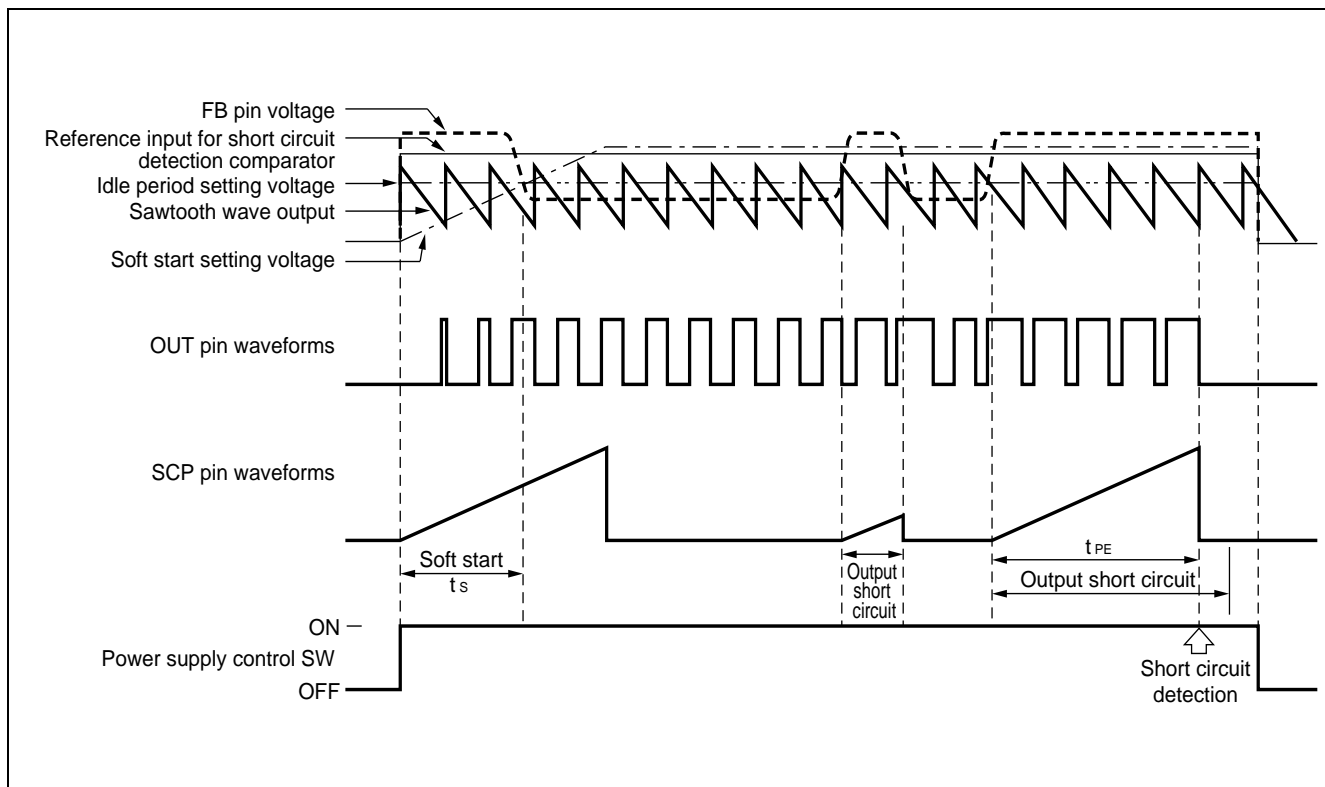 FB pin voltage
Reference input for short circuit
detection comparator
Idle period setting voltage
Sawtooth wave output
Soft start setting voltage
OUT pin waveforms
SCP pin waveforms
Soft start
t S
Output
short
circuit
t PE
Output short circuit
ON
Power supply control SW
OFF
Short circuit
detection